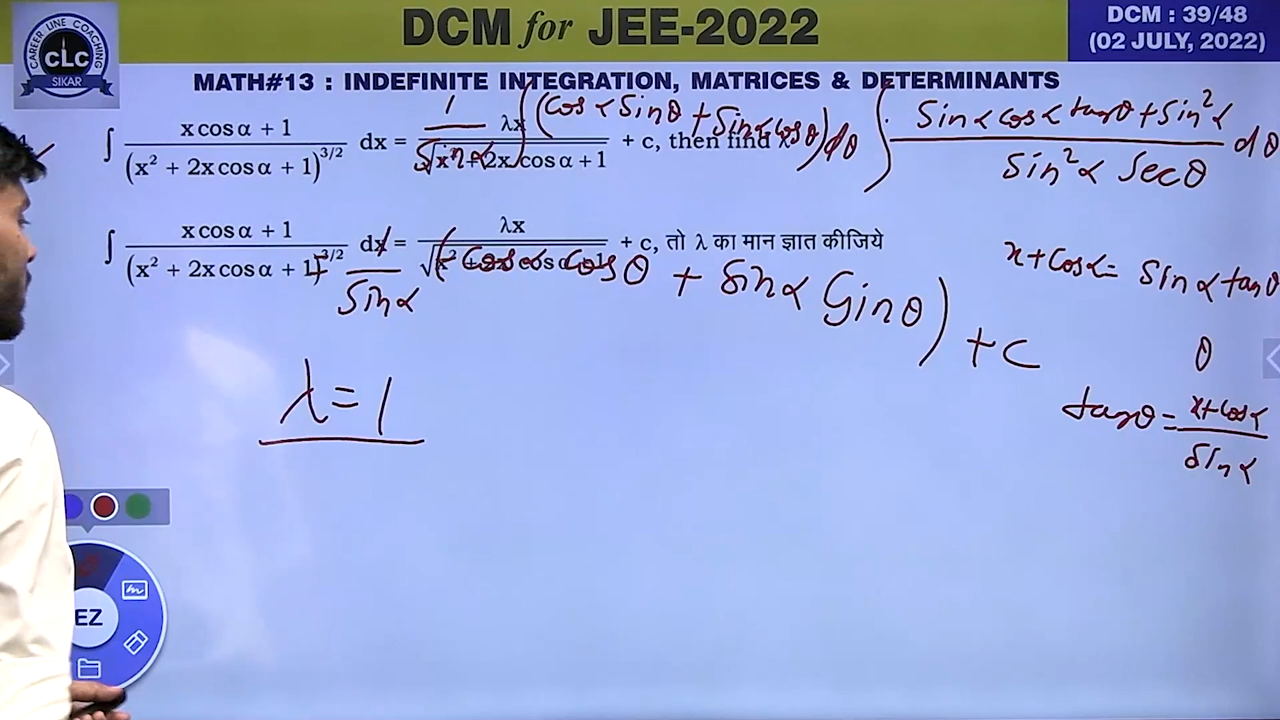 DCM for JEE-2022
DCM : 39/48
(02 JULY, 2022)
CAREER LINE COACHING
CLC
SIKAR
MATH#13 : INDEFINITE INTEGRATION, MATRICES & DETERMINANTS
∫ (x cos α + 1) / (x² + 2x cos α + 1)^{3/2} dx = λx / √(x² + 2x cos α + 1) + c, then find λ
1 / sin²α ∫ (cos α sin θ + sin α cos θ) dθ
∫ (sin α cos α tan θ + sin²α) / (sin²α sec θ) dθ
∫ (x cos α + 1) / (x² + 2x cos α + 1)^{3/2} dx = λx / √(x² + 2x cos α + 1) + c, तो λ का मान ज्ञात कीजिये
1 / sin α (- cos α cos θ + sin α sin θ) + c
x + cos α = sin α tan θ
θ
tan θ = (x + cos α) / sin α
λ = 1
EZ